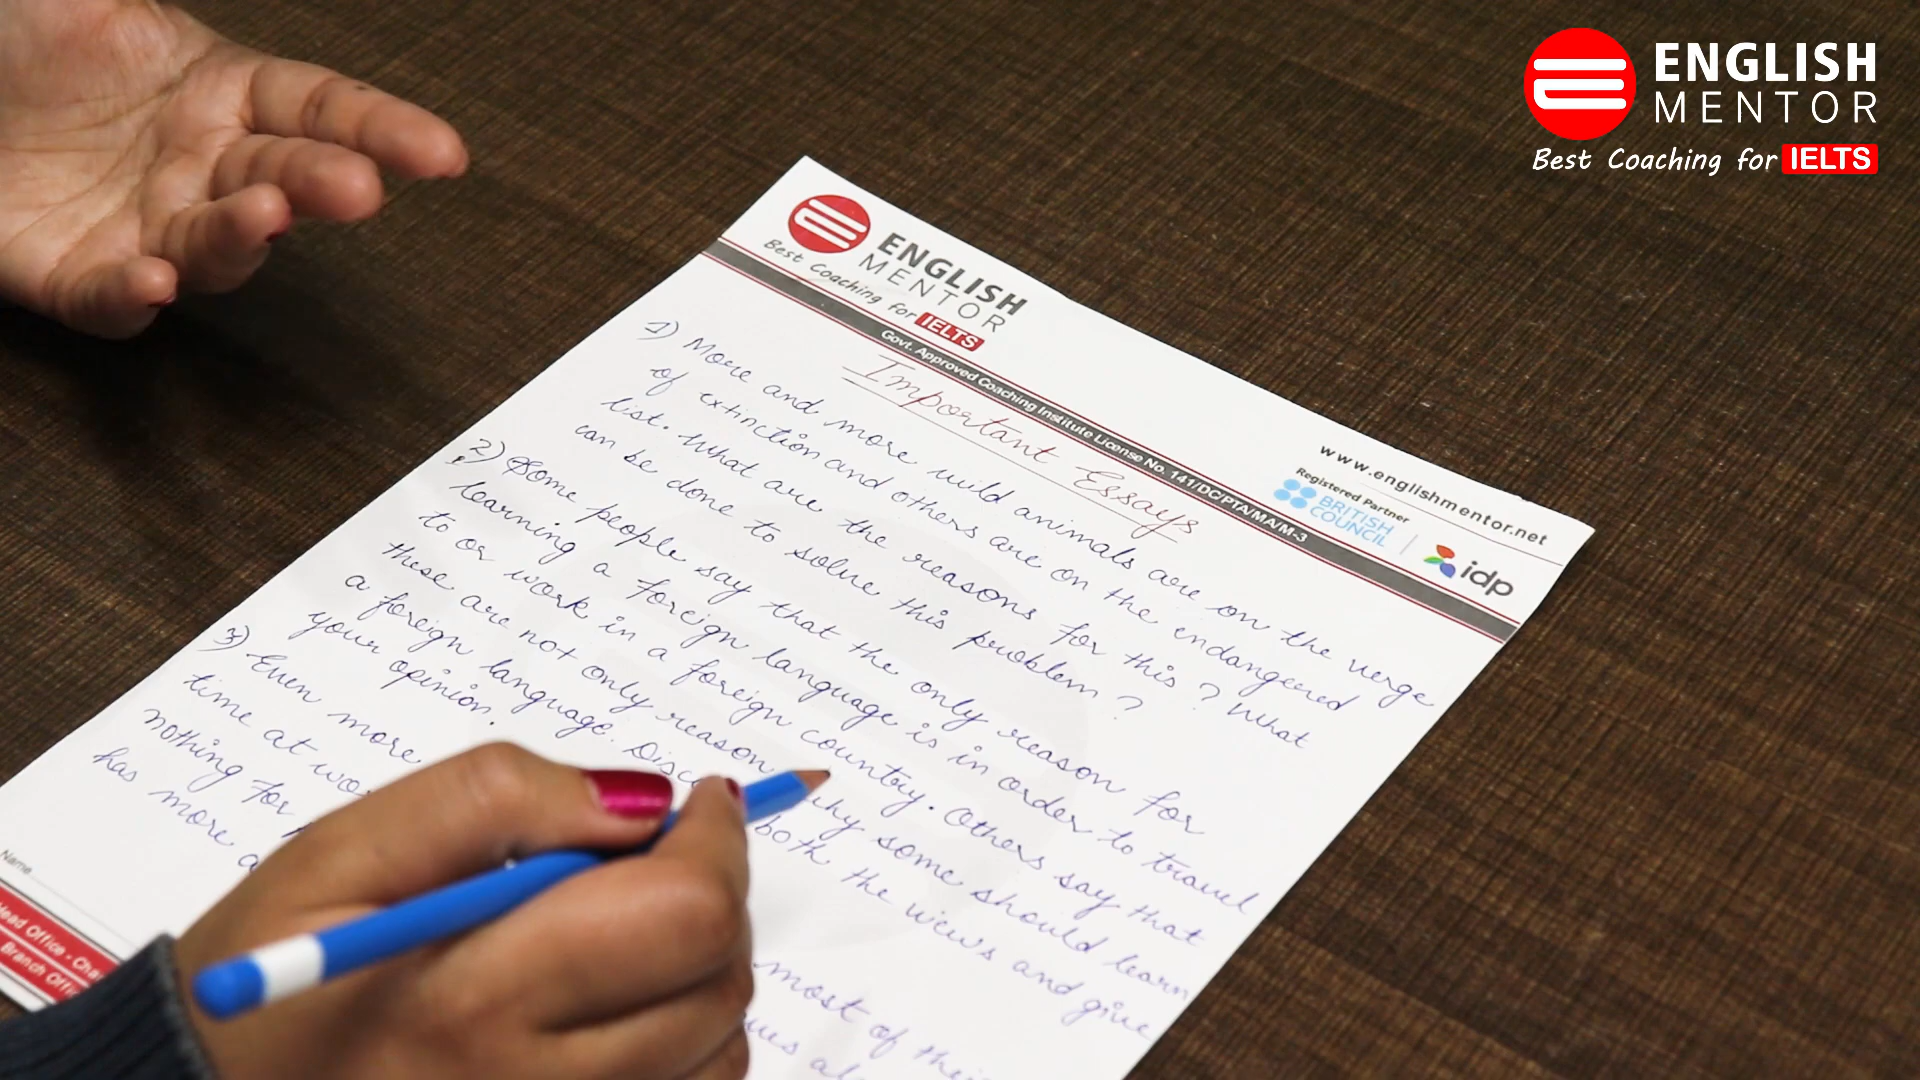 ENGLISH
MENTOR
Best Coaching for IELTS
ENGLISH
MENTOR
Best Coaching for IELTS
www.englishmentor.net
Registered Partner
BRITISH
COUNCIL
idp
Govt. Approved Coaching Institute License No. 141/DC/PTA/MA/M-3
Important Essays
1) More and more wild animals are on the verge
of extinction and others are on the endangered
list. What are the reasons for this ? What
can be done to solve this problem ?
2) Some people say that the only reason for
learning a foreign language is in order to travel
to or work in a foreign country. Others say that
these are not only reason why some should learn
a foreign language. both the views and give
your opinion.
3) Even more most of their
time at
nothing for
has more
Name
Head Office -
Branch